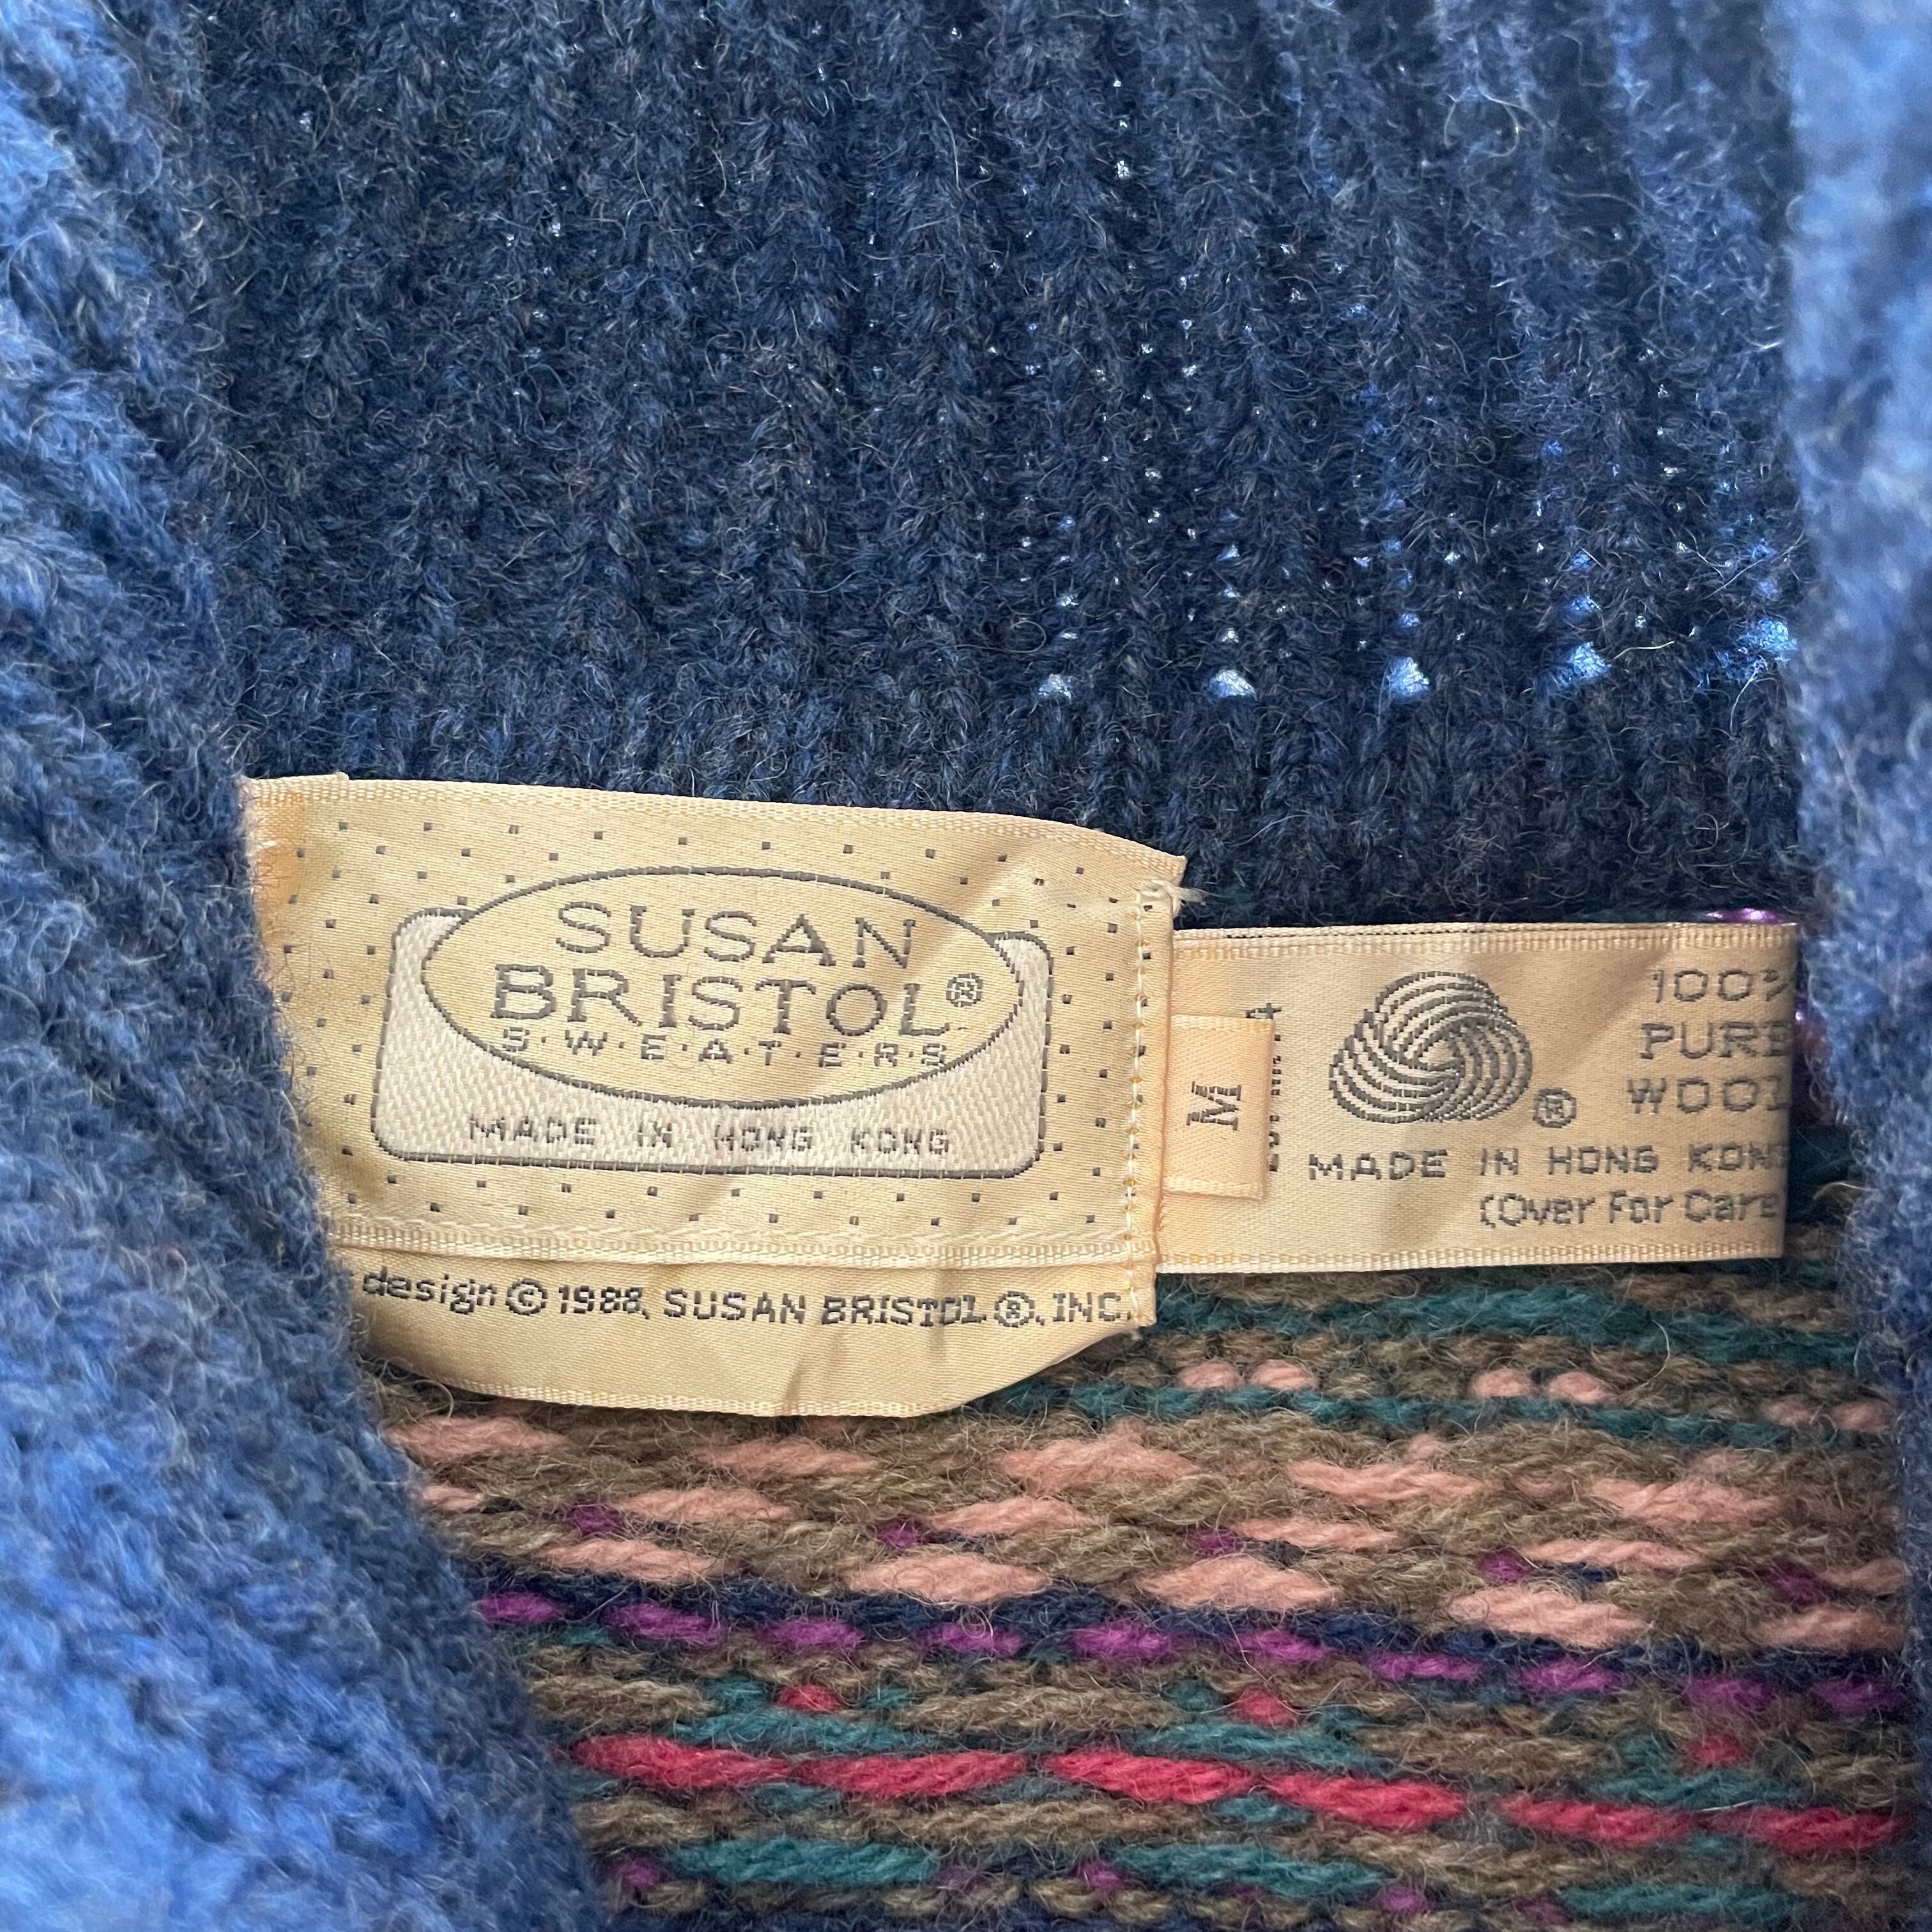 SUSAN
BRISTOL®
S·W·E·A·T·E·R·S
MADE IN HONG KONG
design © 1988, SUSAN BRISTOL®, INC.
M
®
100%
PURE
WOOL
MADE IN HONG KONG
(Over For Care